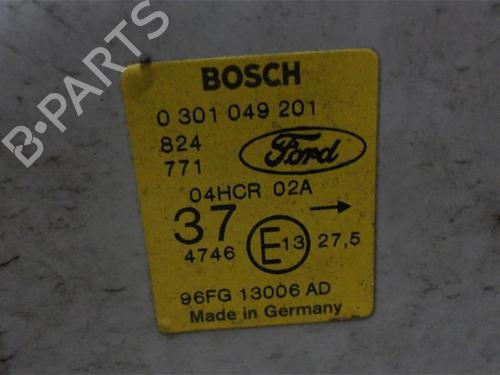 B-PARTS
BOSCH
0 301 049 201
824
771
Ford
04HCR 02A
37
4746
E13
27,5
96FG 13006 AD
Made in Germany